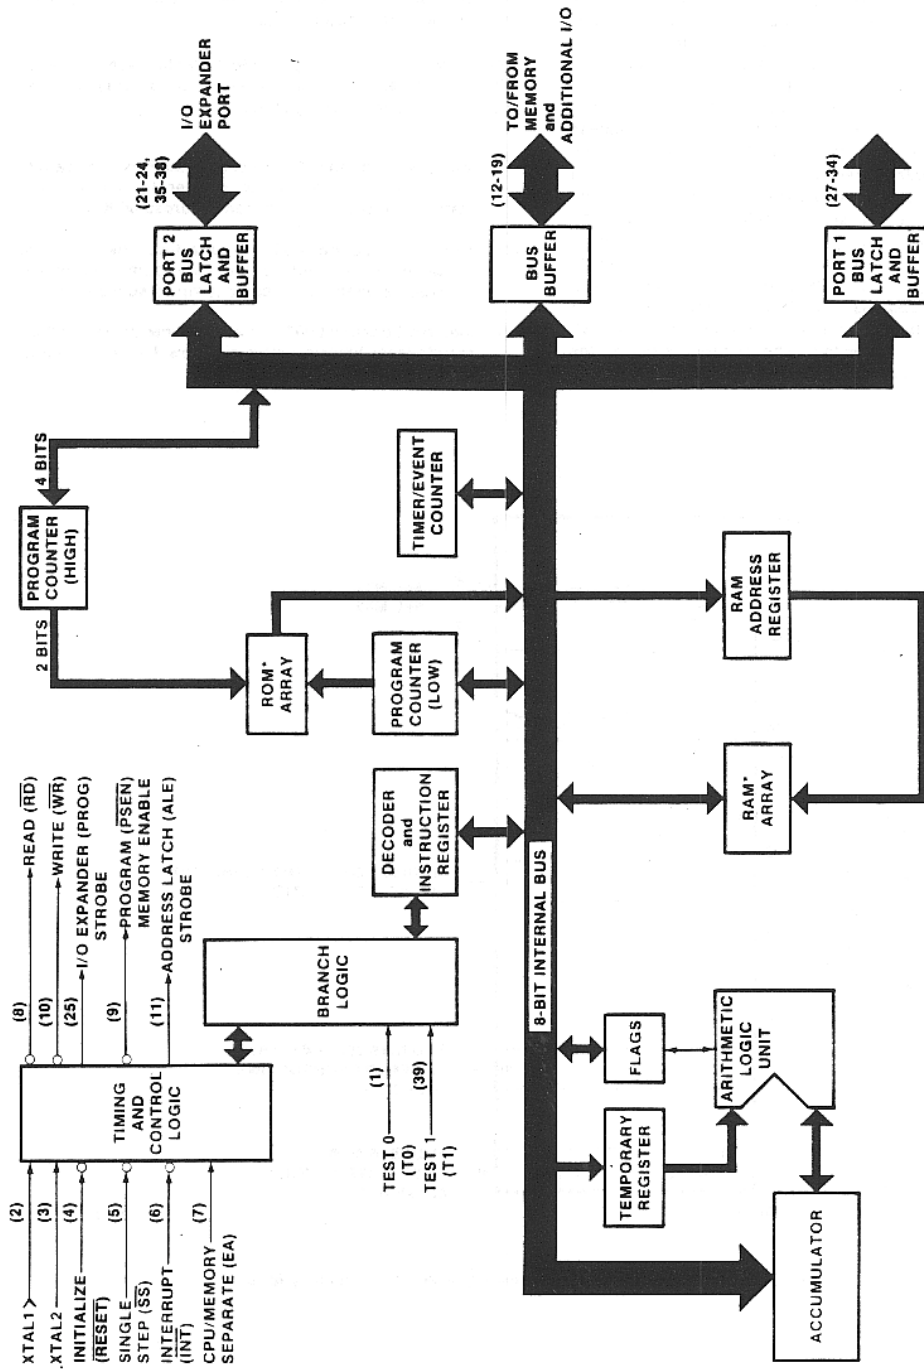 XTAL1>
(2)
.XTAL2
(3)
INITIALIZE
(RESET)
(4)
SINGLE
STEP (SS)
(5)
INTERRUPT
(INT)
(6)
CPU/MEMORY
SEPARATE (EA)
(7)
TIMING
AND
CONTROL
LOGIC
(8)
READ (RD)
(10)
WRITE (WR)
(25)
I/O EXPANDER (PROG)
STROBE
(9)
PROGRAM (PSEN)
MEMORY ENABLE
(11)
ADDRESS LATCH (ALE)
STROBE
BRANCH
LOGIC
TEST 0
(T0)
(1)
TEST 1
(T1)
(39)
DECODER
and
INSTRUCTION
REGISTER
2 BITS
PROGRAM
COUNTER
(HIGH)
4 BITS
ROM*
ARRAY
PROGRAM
COUNTER
(LOW)
TIMER/EVENT
COUNTER
PORT 2
BUS
LATCH
AND
BUFFER
(21-24,
35-38)
I/O
EXPANDER
PORT
8-BIT INTERNAL BUS
BUS
BUFFER
(12-19)
TO/FROM
MEMORY
and
ADDITIONAL I/O
FLAGS
TEMPORARY
REGISTER
ARITHMETIC
LOGIC
UNIT
ACCUMULATOR
RAM*
ARRAY
RAM
ADDRESS
REGISTER
PORT 1
BUS
LATCH
AND
BUFFER
(27-34)